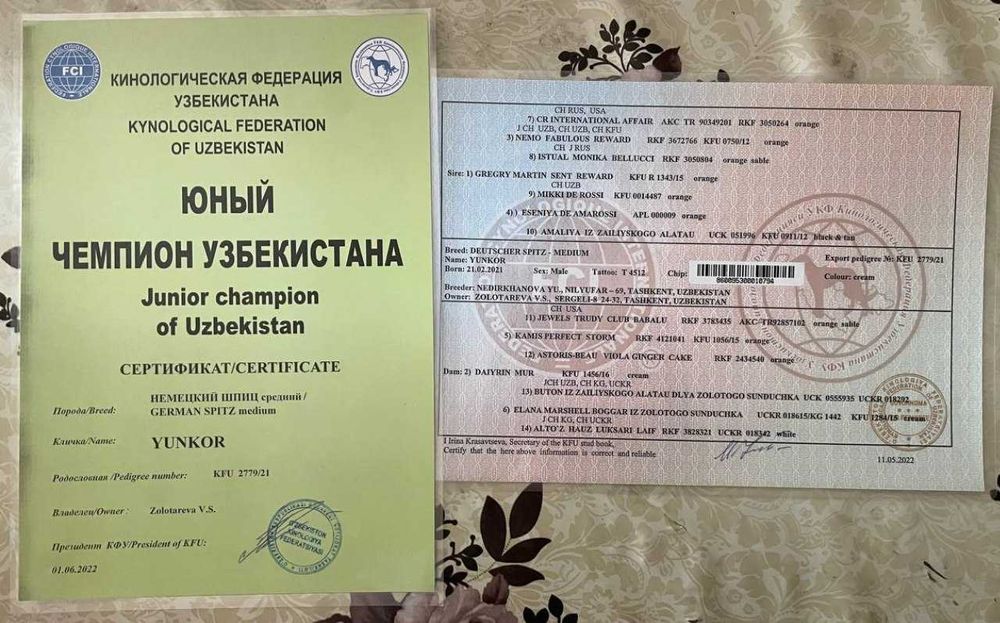 FCI
КИНОЛОГИЧЕСКАЯ ФЕДЕРАЦИЯ
УЗБЕКИСТАНА
KYNOLOGICAL FEDERATION
OF UZBEKISTAN
ЮНЫЙ
ЧЕМПИОН УЗБЕКИСТАНА
Junior champion
of Uzbekistan
СЕРТИФИКАТ/CERTIFICATE
Порода/Breed: НЕМЕЦКИЙ ШПИЦ средний /
GERMAN SPITZ medium
Кличка/Name: YUNKOR
Родословная /Pedigree number: KFU 2779/21
Владелец/Owner : Zolotareva V.S.
Президент КФУ/President of KFU:
01.06.2022
O'ZBEKISTON
KINOLOGIYA
FEDERATSIYASI
CH RUS, USA
7) CR INTERNATIONAL AFFAIR AKC TR 90349201 RKF 3050264 orange
J CH UZB, CH UZB, CH KFU
3) NEMO FABULOUS REWARD RKF 3672766 KFU 0750/12 orange
CH J RUS
8) ISTUAL MONIKA BELLUCCI RKF 3050804 orange sable
Sire: 1) GREGRY MARTIN SENT REWARD KFU R 1343/15 orange
CH UZB
9) MIKKI DE ROSSI KFU 0014487 orange
4) ) ESENIYA DE AMAROSSI APL 000009 orange
10) AMALIYA IZ ZAILIYSKOGO ALATAU UCK 051996 KFU 0911/12 black & tan
Breed: DEUTSCHER SPITZ - MEDIUM Export pedigree №: KFU 2779/21
Name: YUNKOR
Born: 21.02.2021 Sex: Male Tattoo: T 4512 Chip: 860895300010794 Colour: cream
Breeder: NEDIRKHANOVA YU., NILYUFAR – 69, TASHKENT, UZBEKISTAN
Owner: ZOLOTAREVA V.S., SERGELI-8 24-32, TASHKENT, UZBEKISTAN
CH USA
11) JEWELS TRUDY CLUB BABALU RKF 3783435 AKC TR92857102 orange sable
5) KAMIS PERFECT STORM RKF 4121041 KFU 1056/15 orange
12) ASTORIS-BEAU VIOLA GINGER CAKE RKF 2434540 orange
Dam: 2) DAIYRIN MUR KFU 1456/16 cream
JCH UZB, CH KG, UCKR
13) BUTON IZ ZAILIYSKOGO ALATAU DLYA ZOLOTOGO SUNDUCHKA UCK 0555935 UCKR 018202
6) ELANA MARSHELL BOGGAR IZ ZOLOTOGO SUNDUCHKA UCKR 018615/KG 1442 KFU 1284/15 cream
J CH KG, CH UCKR
14) ALTO'Z HAUZ LUKSARI LAIF RKF 3828321 UCKR 018342 white
I Irina Krasavtseva, Secretary of the KFU stud book,
Certify that the here above information is correct and reliable
11.05.2022